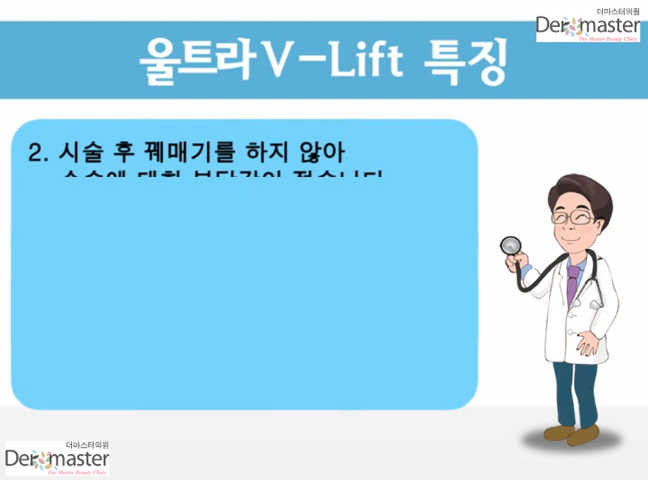 더마스터의원
Dermaster
The Master Beauty Clinic
울트라 V-Lift 특징
2. 시술 후 꿰매기를 하지 않아
더마스터의원
Dermaster
The Master Beauty Clinic